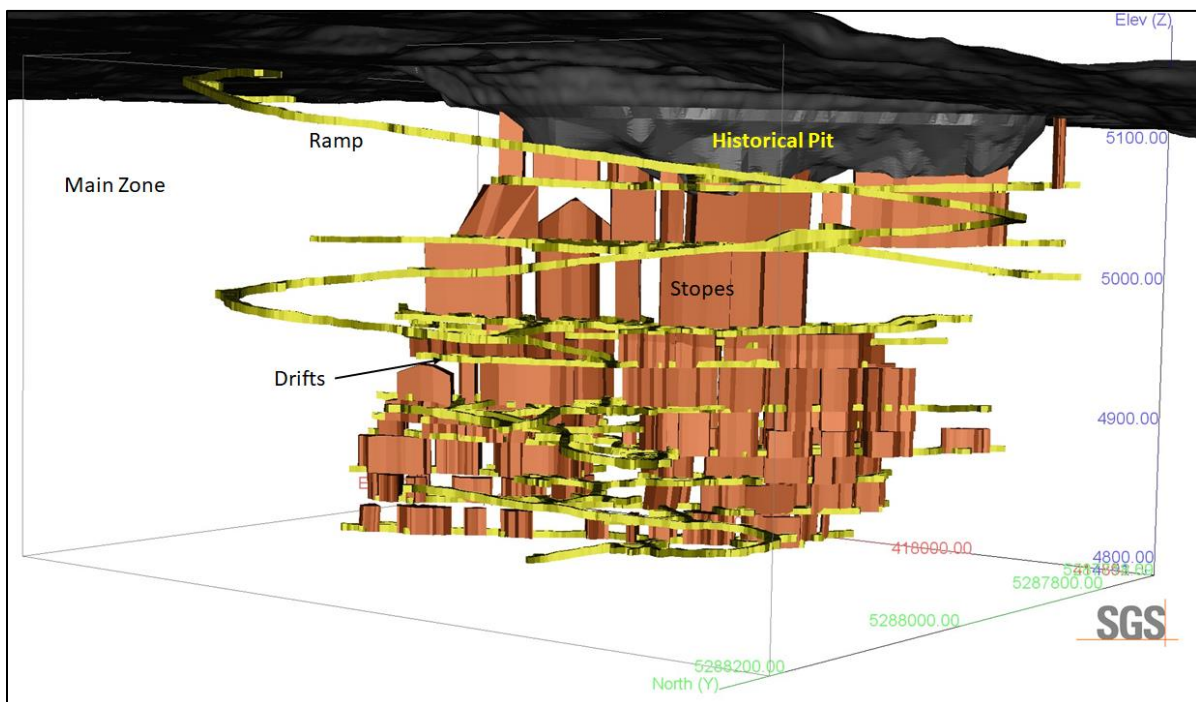 Elev (Z)
Ramp
Historical Pit
5100.00
Main Zone
5000.00
Stopes
Drifts
4900.00
418000.00
4800.00
5287800.00
5288000.00
SGS
5288200.00
North (Y)